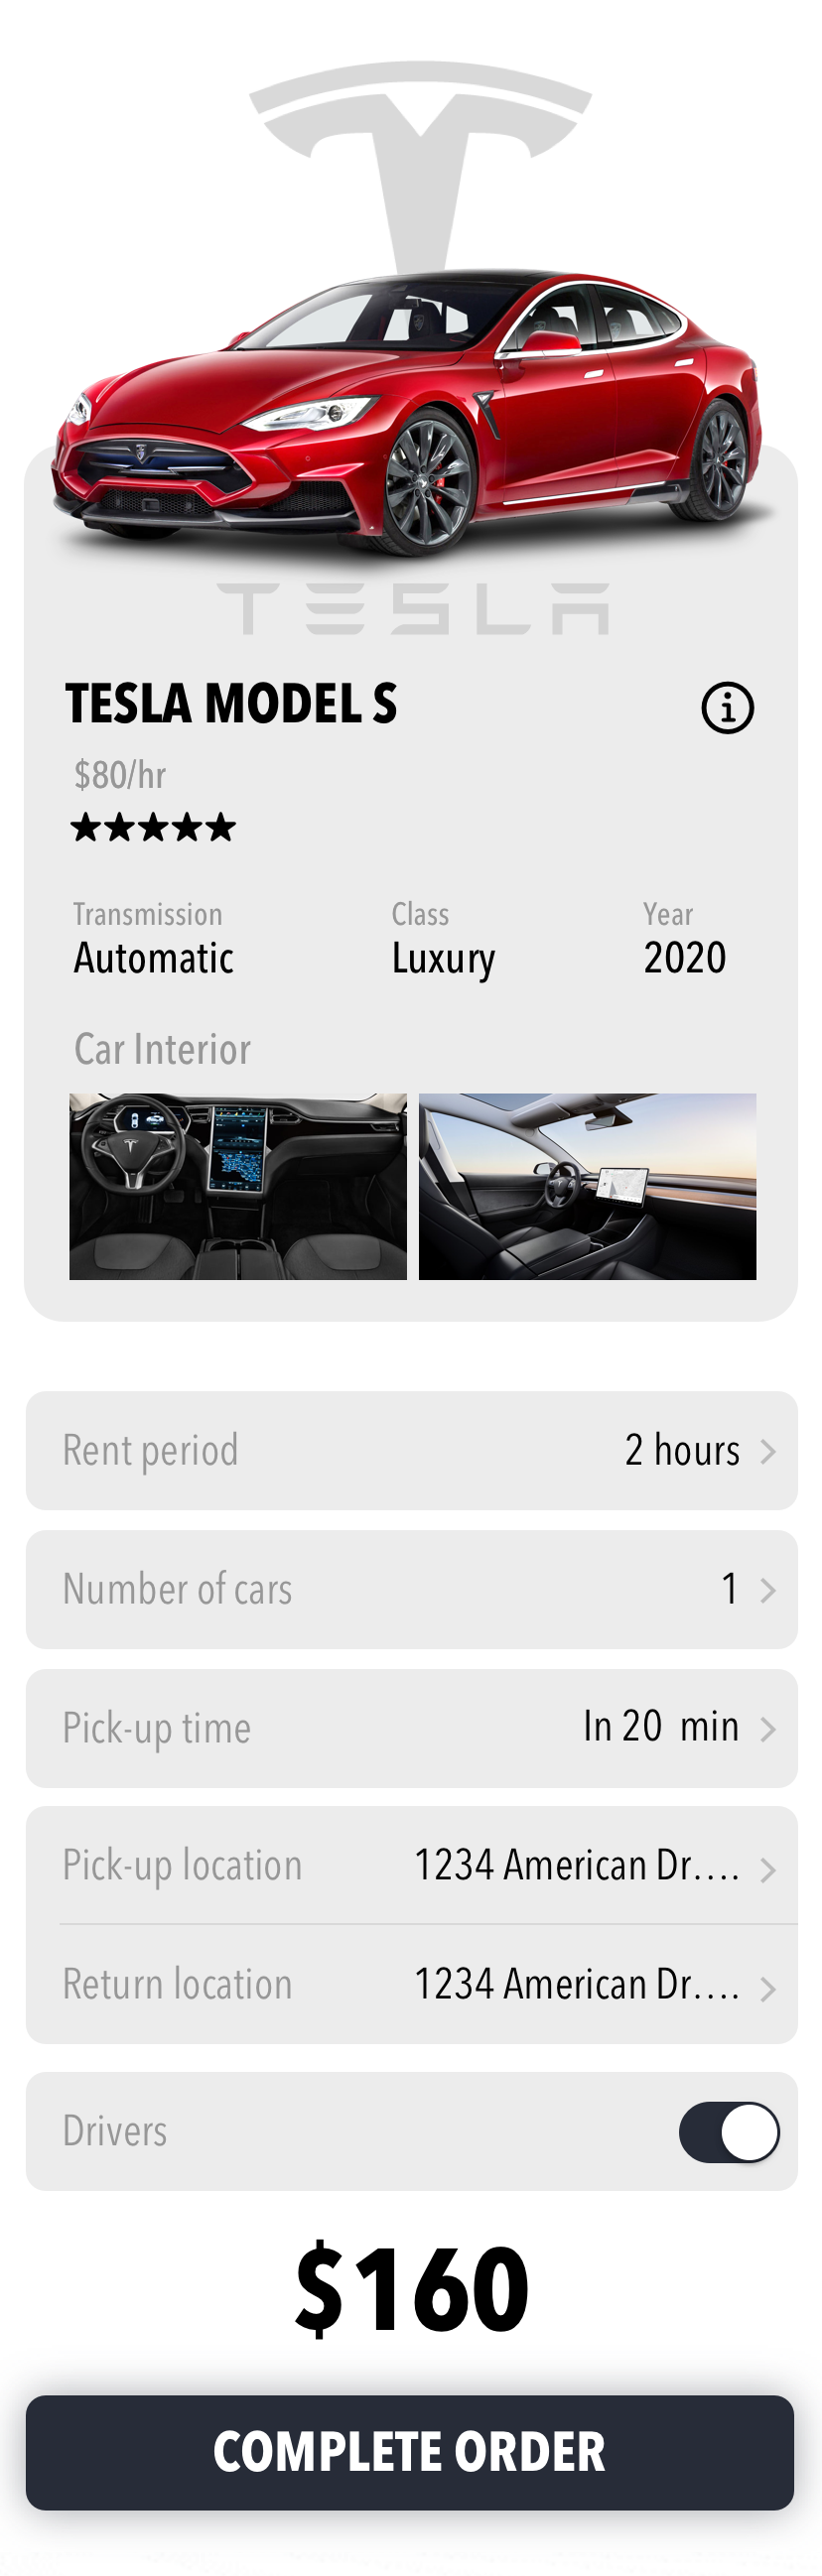 TESLA
TESLA MODEL S
$80/hr
★★★★★
Transmission Class Year
Automatic Luxury 2020
Car Interior
Rent period 2 hours >
Number of cars 1 >
Pick-up time In 20  min >
Pick-up location 1234 American Dr.... >
Return location 1234 American Dr.... >
Drivers
$160
COMPLETE ORDER